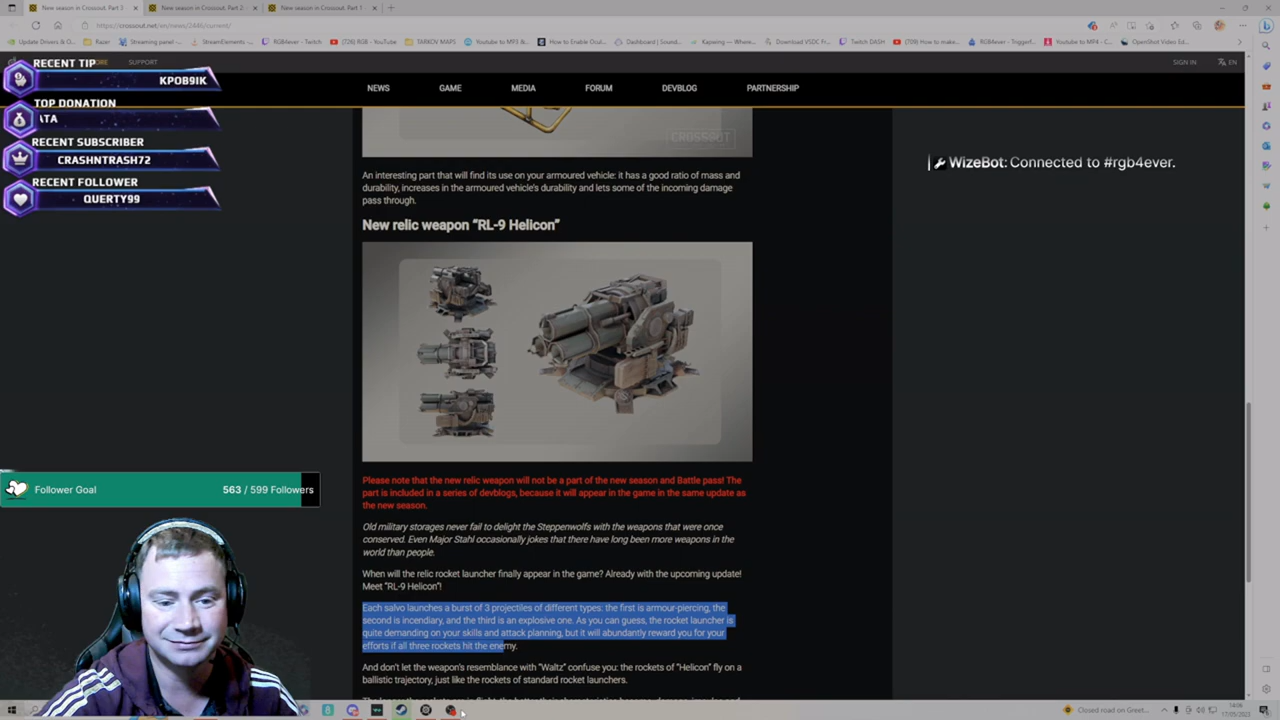 New season in Crossout. Part 3
New season in Crossout. Part 2
New season in Crossout. Part 1
https://crossout.net/en/news/2446/current/
Update Drivers & O...
Razer
Streaming panel -...
StreamElements -...
RGB4ever - Twitch
(726) RGB - YouTube
TARKOV MAPS
Youtube to MP3 &...
How to Enable Ocul...
Dashboard | Sound...
Kapwing — Where...
Download VSDC Fr...
Twitch DASH
(709) How to make...
RGB4ever - Triggerf...
Youtube to MP4 - C...
OpenShot Video Ed...
SUPPORT
SIGN IN
EN
NEWS
GAME
MEDIA
FORUM
DEVBLOG
PARTNERSHIP
RECENT TIP
KPOB9IK
TOP DONATION
ATA
RECENT SUBSCRIBER
CRASHNTRASH72
RECENT FOLLOWER
QUERTY99
CROSSOUT
WizeBot: Connected to #rgb4ever.
An interesting part that will find its use on your armoured vehicle: it has a good ratio of mass and
durability, increases in the armoured vehicle's durability and lets some of the incoming damage
pass through.
New relic weapon “RL-9 Helicon”
Please note that the new relic weapon will not be a part of the new season and Battle pass! The
part is included in a series of devblogs, because it will appear in the game in the same update as
the new season.
Follower Goal
563 / 599 Followers
Old military storages never fail to delight the Steppenwolfs with the weapons that were once
conserved. Even Major Stahl occasionally jokes that there have long been more weapons in the
world than people.
When will the relic rocket launcher finally appear in the game? Already with the upcoming update!
Meet “RL-9 Helicon”!
Each salvo launches a burst of 3 projectiles of different types: the first is armour-piercing, the
second is incendiary, and the third is an explosive one. As you can guess, the rocket launcher is
quite demanding on your skills and attack planning, but it will abundantly reward you for your
efforts if all three rockets hit the enemy.
And don't let the weapon's resemblance with “Waltz” confuse you: the rockets of “Helicon” fly on a
ballistic trajectory, just like the rockets of standard rocket launchers.
Closed road on Greet...
14:06
17/05/2023